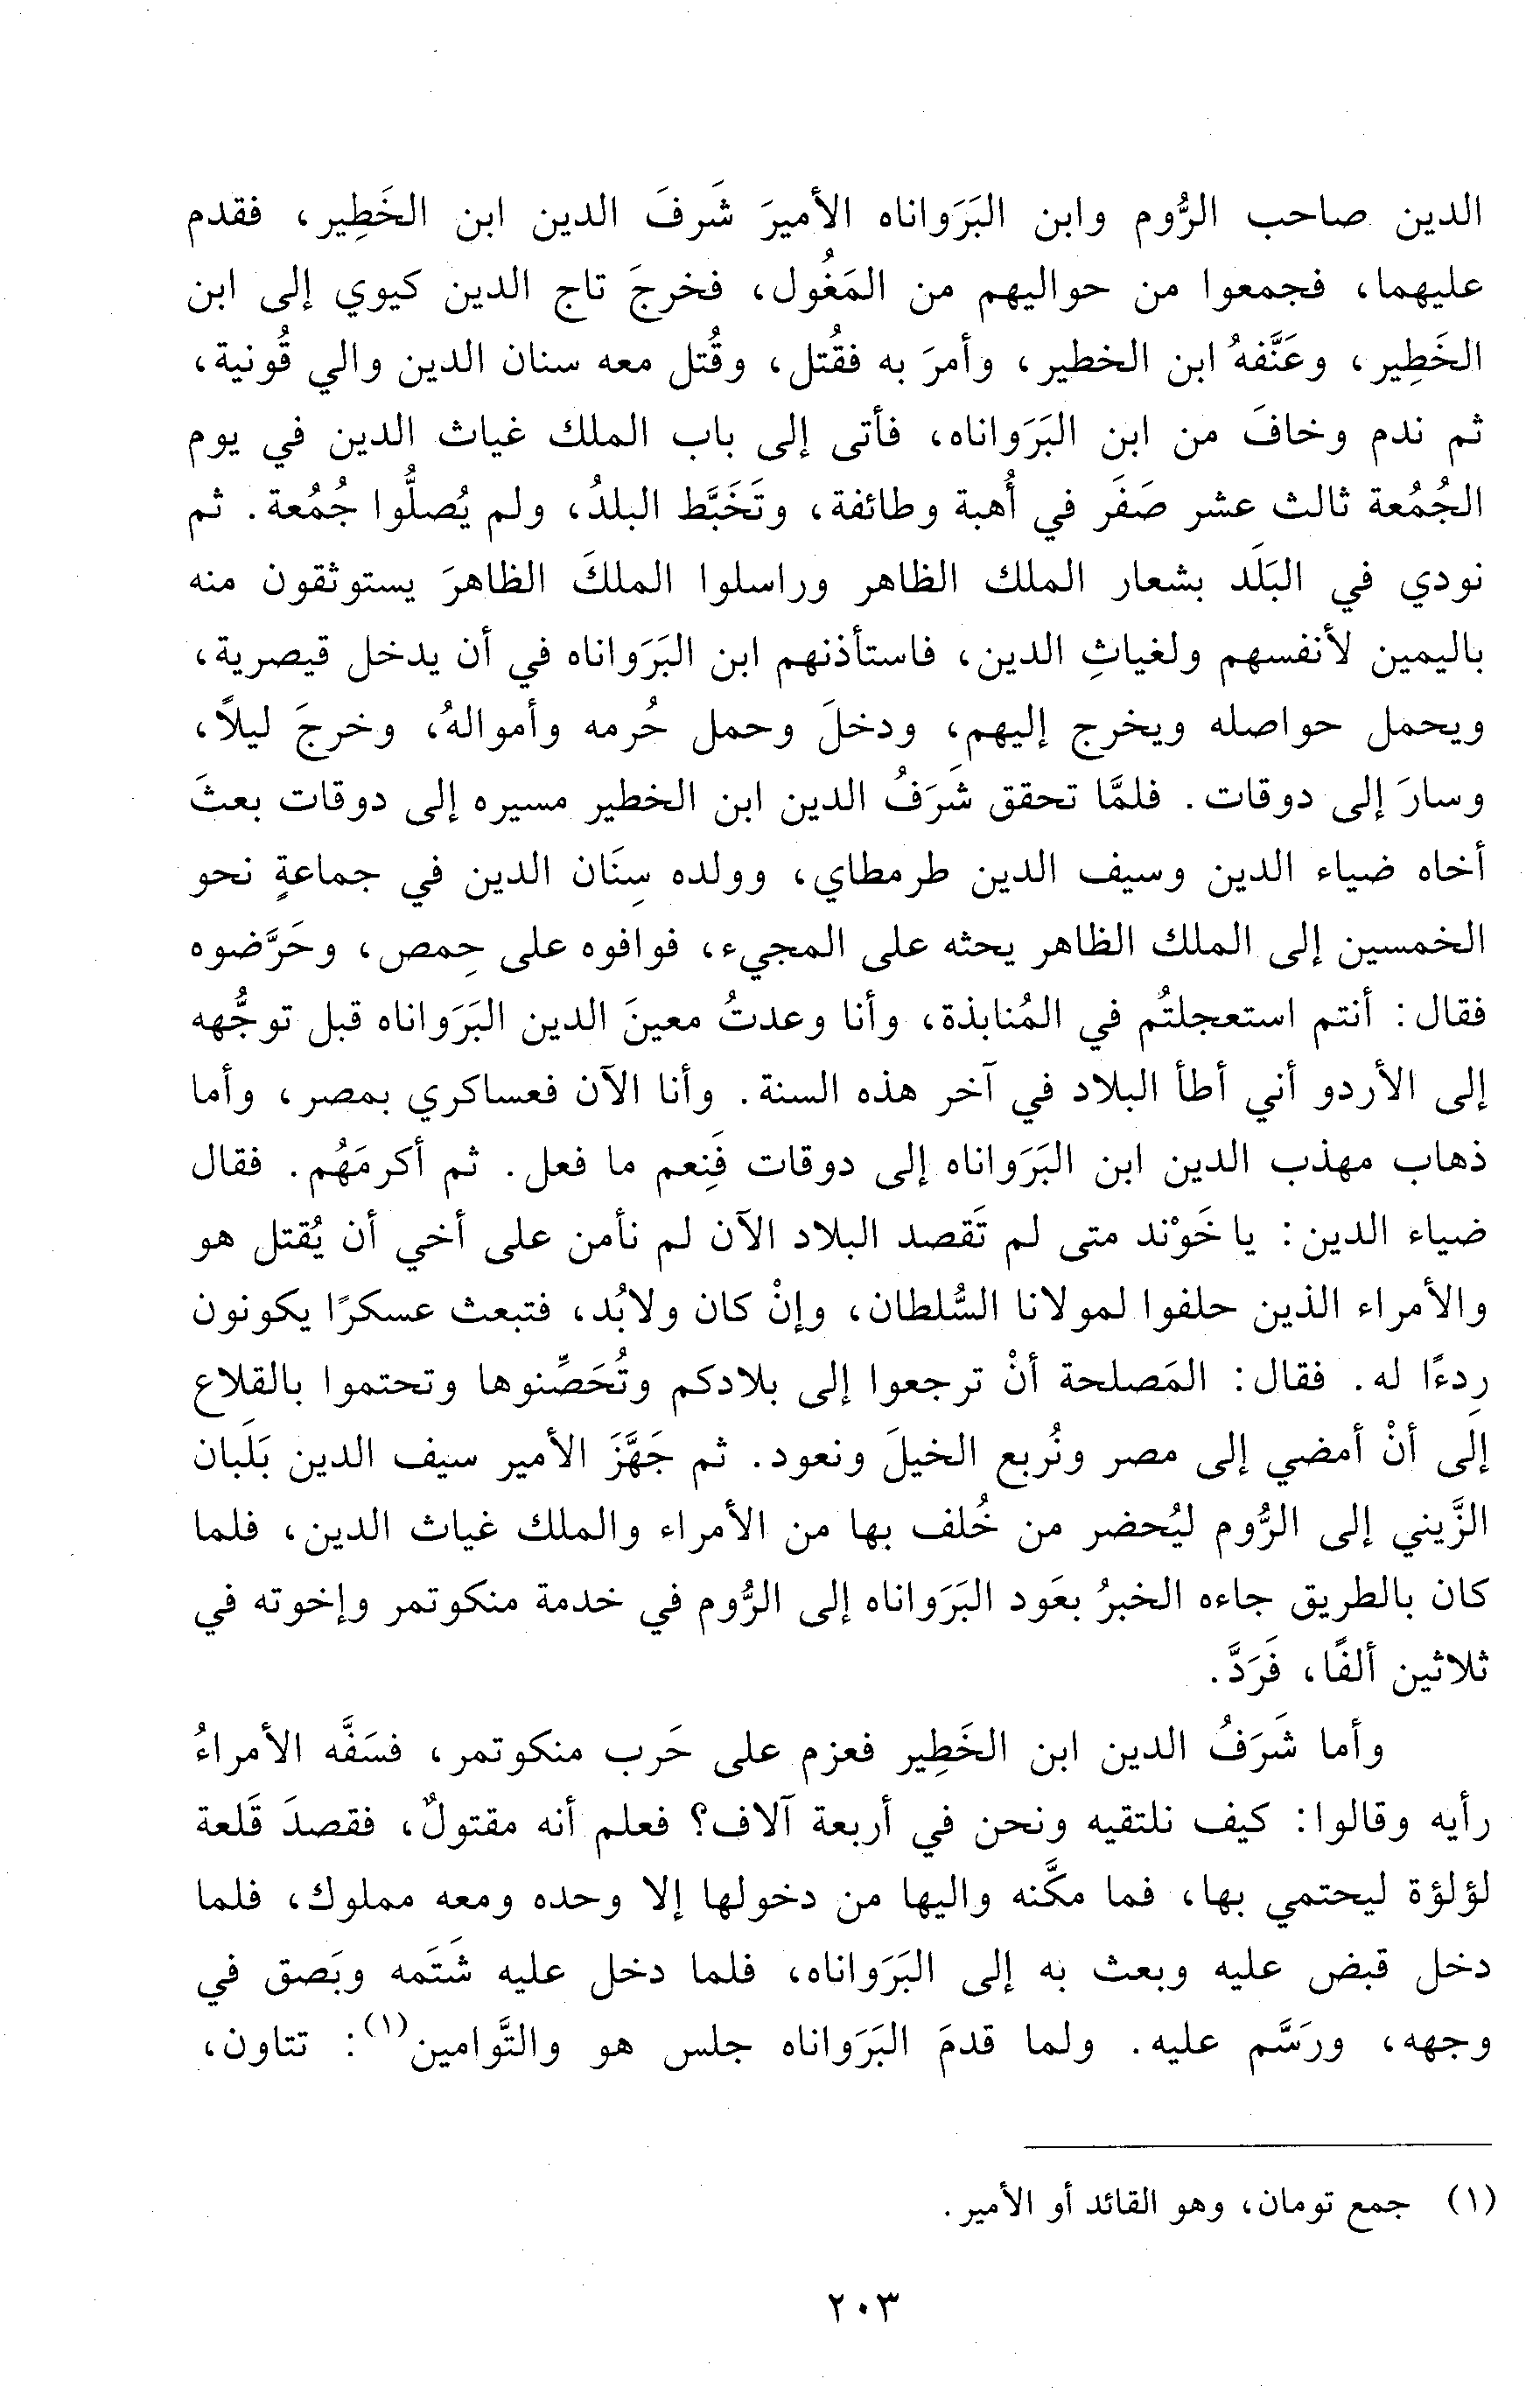 الدين صاحب الرُّوم وابن البَرَواناه الأميرَ شَرفَ الدين ابن الخَطِير، فقدم
عليهما، فجمعوا من حواليهم من المَغُول، فخرجَ تاج الدين كيوي إلى ابن
الخَطِير، وعَنَّفهُ ابن الخطير، وأمرَ به فقُتل، وقُتل معه سنان الدين والي قُونية،
ثم ندم وخافَ من ابن البَرَواناه، فأتى إلى باب الملك غياث الدين في يوم
الجُمُعة ثالث عشر صَفَر في أُهبة وطائفة، وتَخَبَّط البلدُ، ولم يُصلُّوا جُمُعة. ثم
نودي في البَلَد بشعار الملك الظاهر وراسلوا الملكَ الظاهرَ يستوثقون منه
باليمين لأنفسهم ولغياثِ الدين، فاستأذنهم ابن البَرَواناه في أن يدخل قيصرية،
ويحمل حواصله ويخرج إليهم، ودخلَ وحمل حُرمه وأموالهُ، وخرجَ ليلاً،
وسارَ إلى دوقات. فلمَّا تحقق شَرَفُ الدين ابن الخطير مسيره إلى دوقات بعثَ
أخاه ضياء الدين وسيف الدين طرمطاي، وولده سِنَان الدين في جماعةٍ نحو
الخمسين إلى الملك الظاهر يحثه على المجيء، فوافوه على حِمص، وحَرَّضوه
فقال: أنتم استعجلتُم في المُنابذة، وأنا وعدتُ معينَ الدين البَرَواناه قبل توجُّهه
إلى الأردو أني أطأ البلاد في آخر هذه السنة. وأنا الآن فعساكري بمصر، وأما
ذهاب مهذب الدين ابن البَرَواناه إلى دوقات فَنِعم ما فعل. ثم أكرمَهُم. فقال
ضياء الدين: يا خَوْند متى لم تَقصد البلاد الآن لم نأمن على أخي أن يُقتل هو
والأمراء الذين حلفوا لمولانا السُّلطان، وإنْ كان ولابُد، فتبعث عسكرًا يكونون
رِدءًا له. فقال: المَصلحة أنْ ترجعوا إلى بلادكم وتُحَصِّنوها وتحتموا بالقلاع
إلَى أنْ أمضي إلى مصر ونُربع الخيلَ ونعود. ثم جَهَّزَ الأمير سيف الدين بَلَبان
الزَّيني إلى الرُّوم ليُحضر من خُلف بها من الأمراء والملك غياث الدين، فلما
كان بالطريق جاءه الخبرُ بعَود البَرَواناه إلى الرُّوم في خدمة منكوتمر وإخوته في
ثلاثين ألفًا، فَرَدَّ.
وأما شَرَفُ الدين ابن الخَطِير فعزم على حَرب منكوتمر، فسَفَّه الأمراءُ
رأيه وقالوا: كيف نلتقيه ونحن في أربعة آلاف؟ فعلم أنه مقتولٌ، فقصدَ قَلعة
لؤلؤة ليحتمي بها، فما مكَّنه واليها من دخولها إلا وحده ومعه مملوك، فلما
دخل قبض عليه وبعث به إلى البَرَواناه، فلما دخل عليه شَتَمه وبَصق في
وجهه، ورَسَّم عليه. ولما قدمَ البَرَواناه جلس هو والتَّوامين(١): تتاون،
(١) جمع تومان، وهو القائد أو الأمير.
٢٠٣